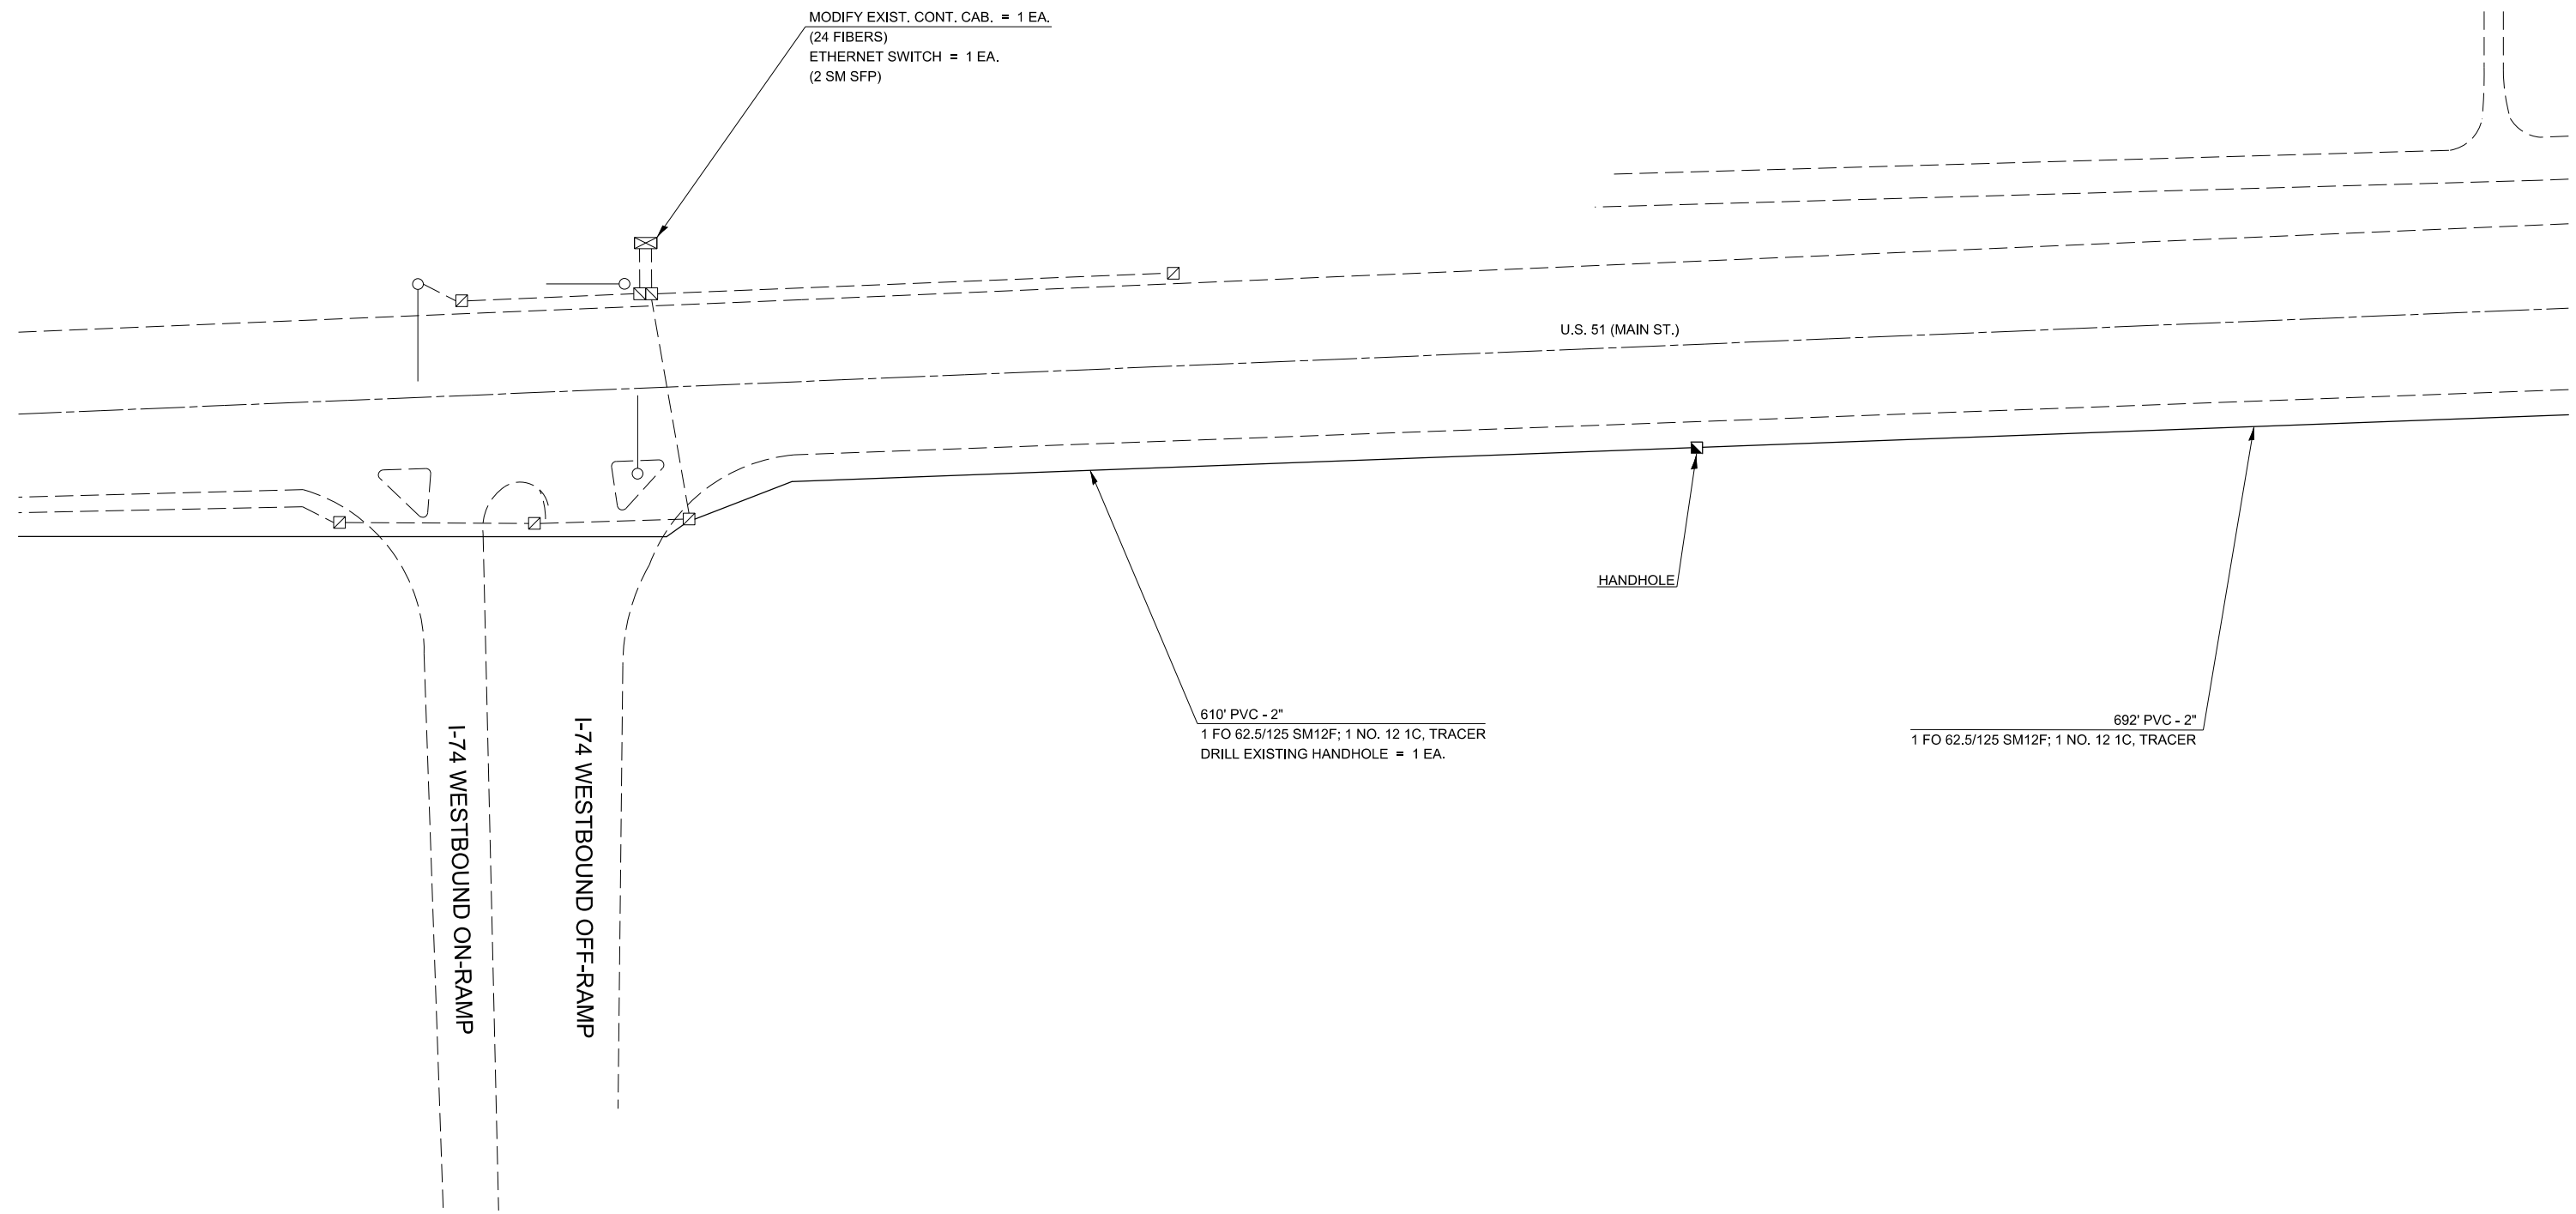 MODIFY EXIST. CONT. CAB. = 1 EA.
(24 FIBERS)
ETHERNET SWITCH = 1 EA.
(2 SM SFP)
U.S. 51 (MAIN ST.)
HANDHOLE
610' PVC - 2"
1 FO 62.5/125 SM12F; 1 NO. 12 1C, TRACER
DRILL EXISTING HANDHOLE = 1 EA.
692' PVC - 2"
1 FO 62.5/125 SM12F; 1 NO. 12 1C, TRACER
I-74 WESTBOUND ON-RAMP
I-74 WESTBOUND OFF-RAMP